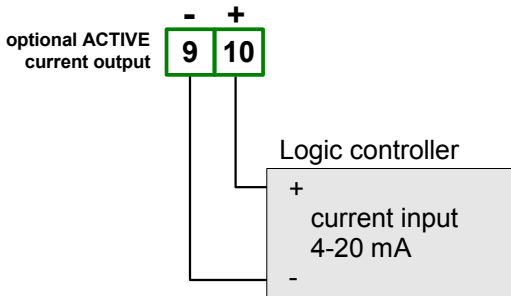 - +
optional ACTIVE
current output
9 10
Logic controller
+
current input
4-20 mA
-